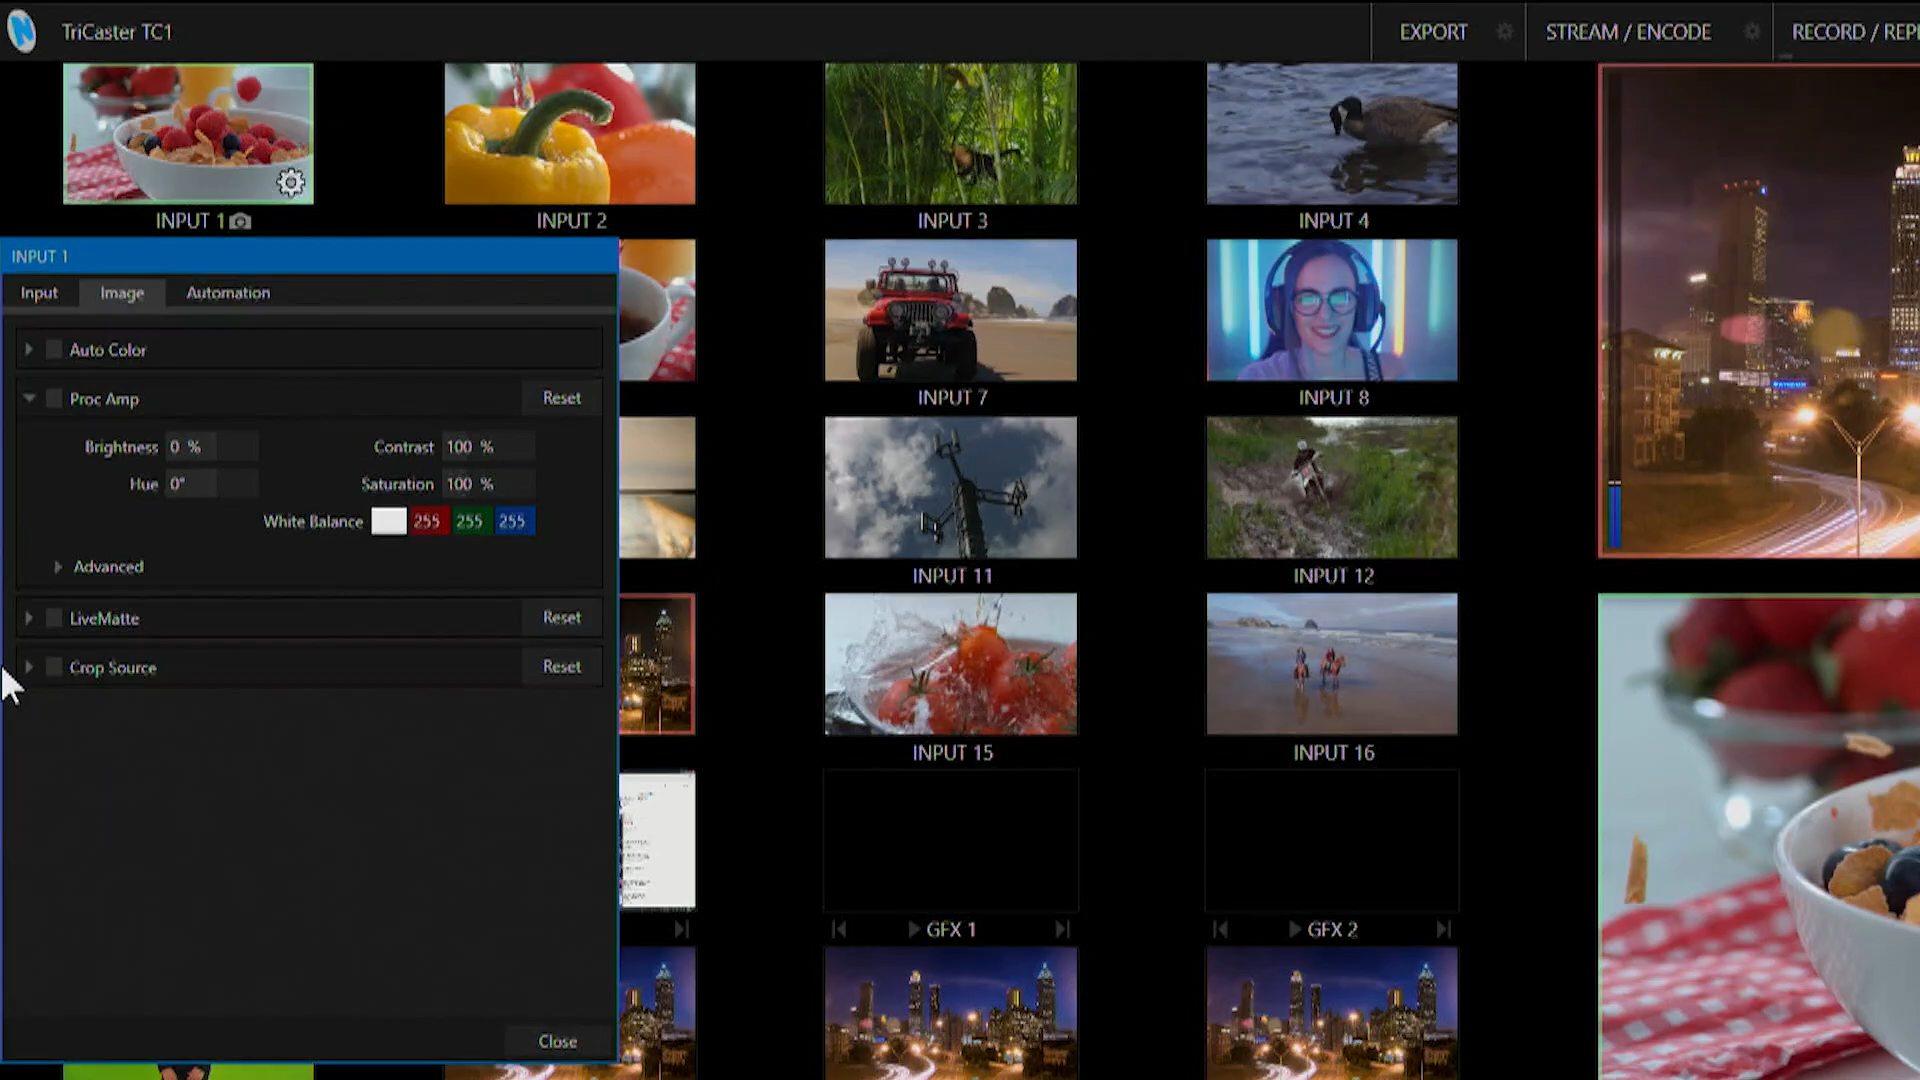 TriCaster TC1
EXPORT
STREAM / ENCODE
RECORD / REPL
INPUT 1
INPUT 2
INPUT 3
INPUT 4
INPUT 1
Input
Image
Automation
Auto Color
Proc Amp
Reset
Brightness 0 %
Contrast 100 %
Hue 0°
Saturation 100 %
White Balance 255 255 255
Advanced
LiveMatte
Reset
Crop Source
Reset
Close
INPUT 7
INPUT 8
INPUT 11
INPUT 12
INPUT 15
INPUT 16
GFX 1
GFX 2